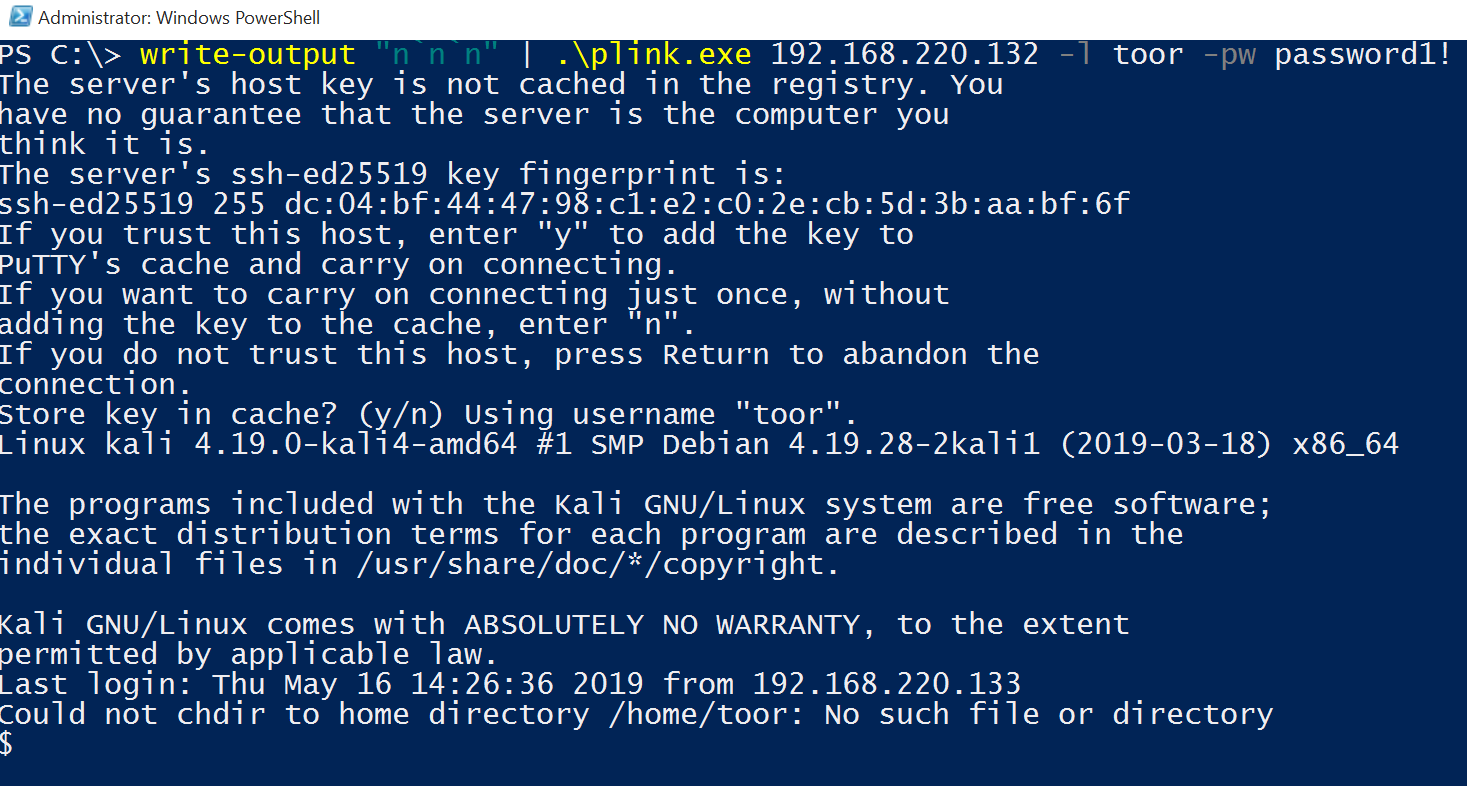 Administrator: Windows PowerShell
PS C:\> write-output "n`n`n" | .\plink.exe 192.168.220.132 -l toor -pw password1!
The server's host key is not cached in the registry. You
have no guarantee that the server is the computer you
think it is.
The server's ssh-ed25519 key fingerprint is:
ssh-ed25519 255 dc:04:bf:44:47:98:c1:e2:c0:2e:cb:5d:3b:aa:bf:6f
If you trust this host, enter "y" to add the key to
PuTTY's cache and carry on connecting.
If you want to carry on connecting just once, without
adding the key to the cache, enter "n".
If you do not trust this host, press Return to abandon the
connection.
Store key in cache? (y/n) Using username "toor".
Linux kali 4.19.0-kali4-amd64 #1 SMP Debian 4.19.28-2kali1 (2019-03-18) x86_64
The programs included with the Kali GNU/Linux system are free software;
the exact distribution terms for each program are described in the
individual files in /usr/share/doc/*/copyright.
Kali GNU/Linux comes with ABSOLUTELY NO WARRANTY, to the extent
permitted by applicable law.
Last login: Thu May 16 14:26:36 2019 from 192.168.220.133
Could not chdir to home directory /home/toor: No such file or directory
$